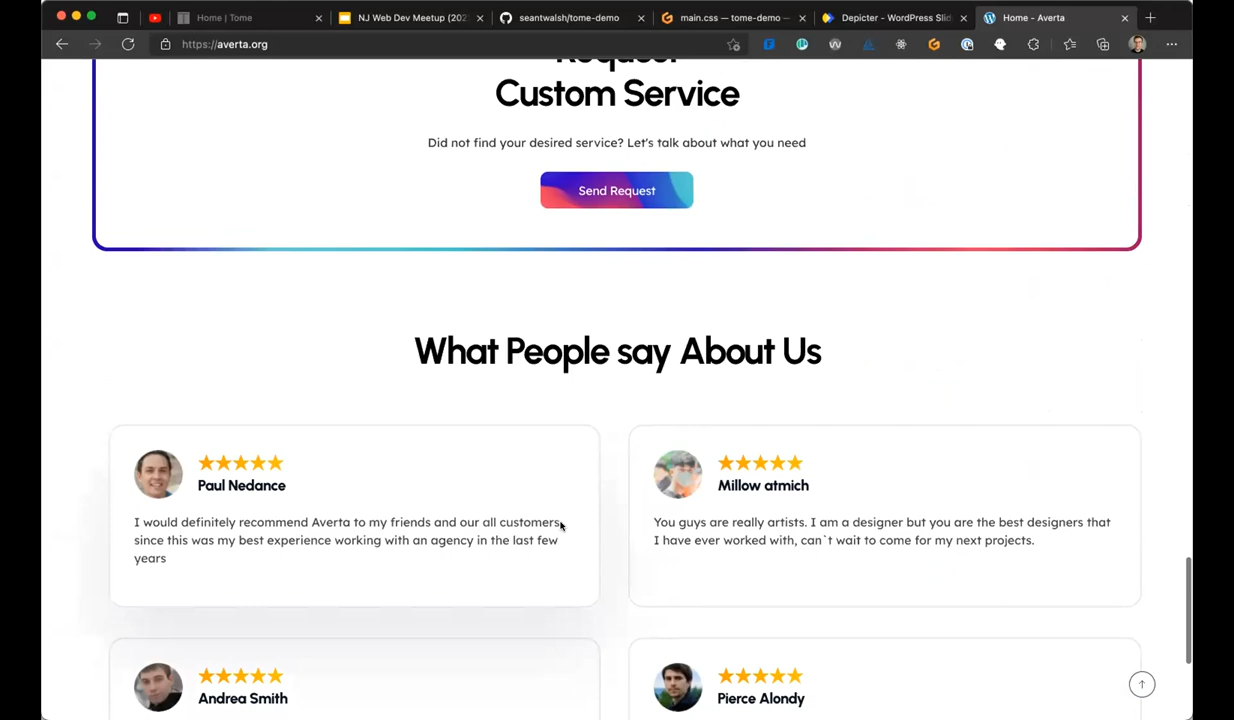 Home | Tome
NJ Web Dev Meetup (202
seantwalsh/tome-demo
main.css — tome-demo —
Depicter - WordPress Slid
Home - Averta
https://averta.org
Request
Custom Service
Did not find your desired service? Let's talk about what you need
Send Request
What People say About Us
Paul Nedance
I would definitely recommend Averta to my friends and our all customers,
since this was my best experience working with an agency in the last few
years
Millow atmich
You guys are really artists. I am a designer but you are the best designers that
I have ever worked with, can`t wait to come for my next projects.
Andrea Smith
Pierce Alondy